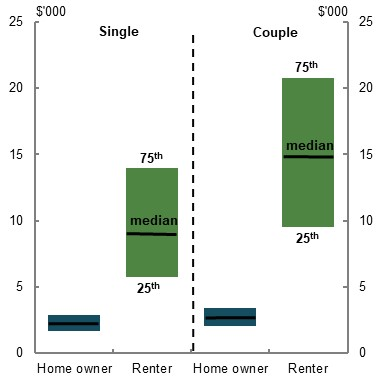 $'000 $'000
Single Couple
25 25
75th
20 20
75th
15 15
median
median
10 10
25th
25th
5 5
0 0
Home owner Renter Home owner Renter